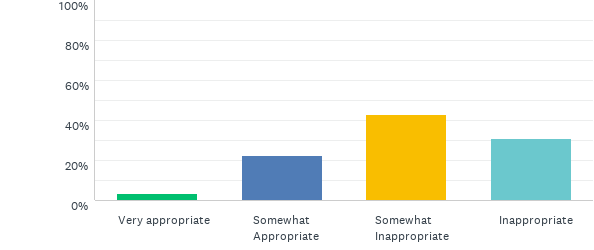 100%
80%
60%
40%
20%
0%
Very appropriate
Somewhat
Appropriate
Somewhat
Inappropriate
Inappropriate